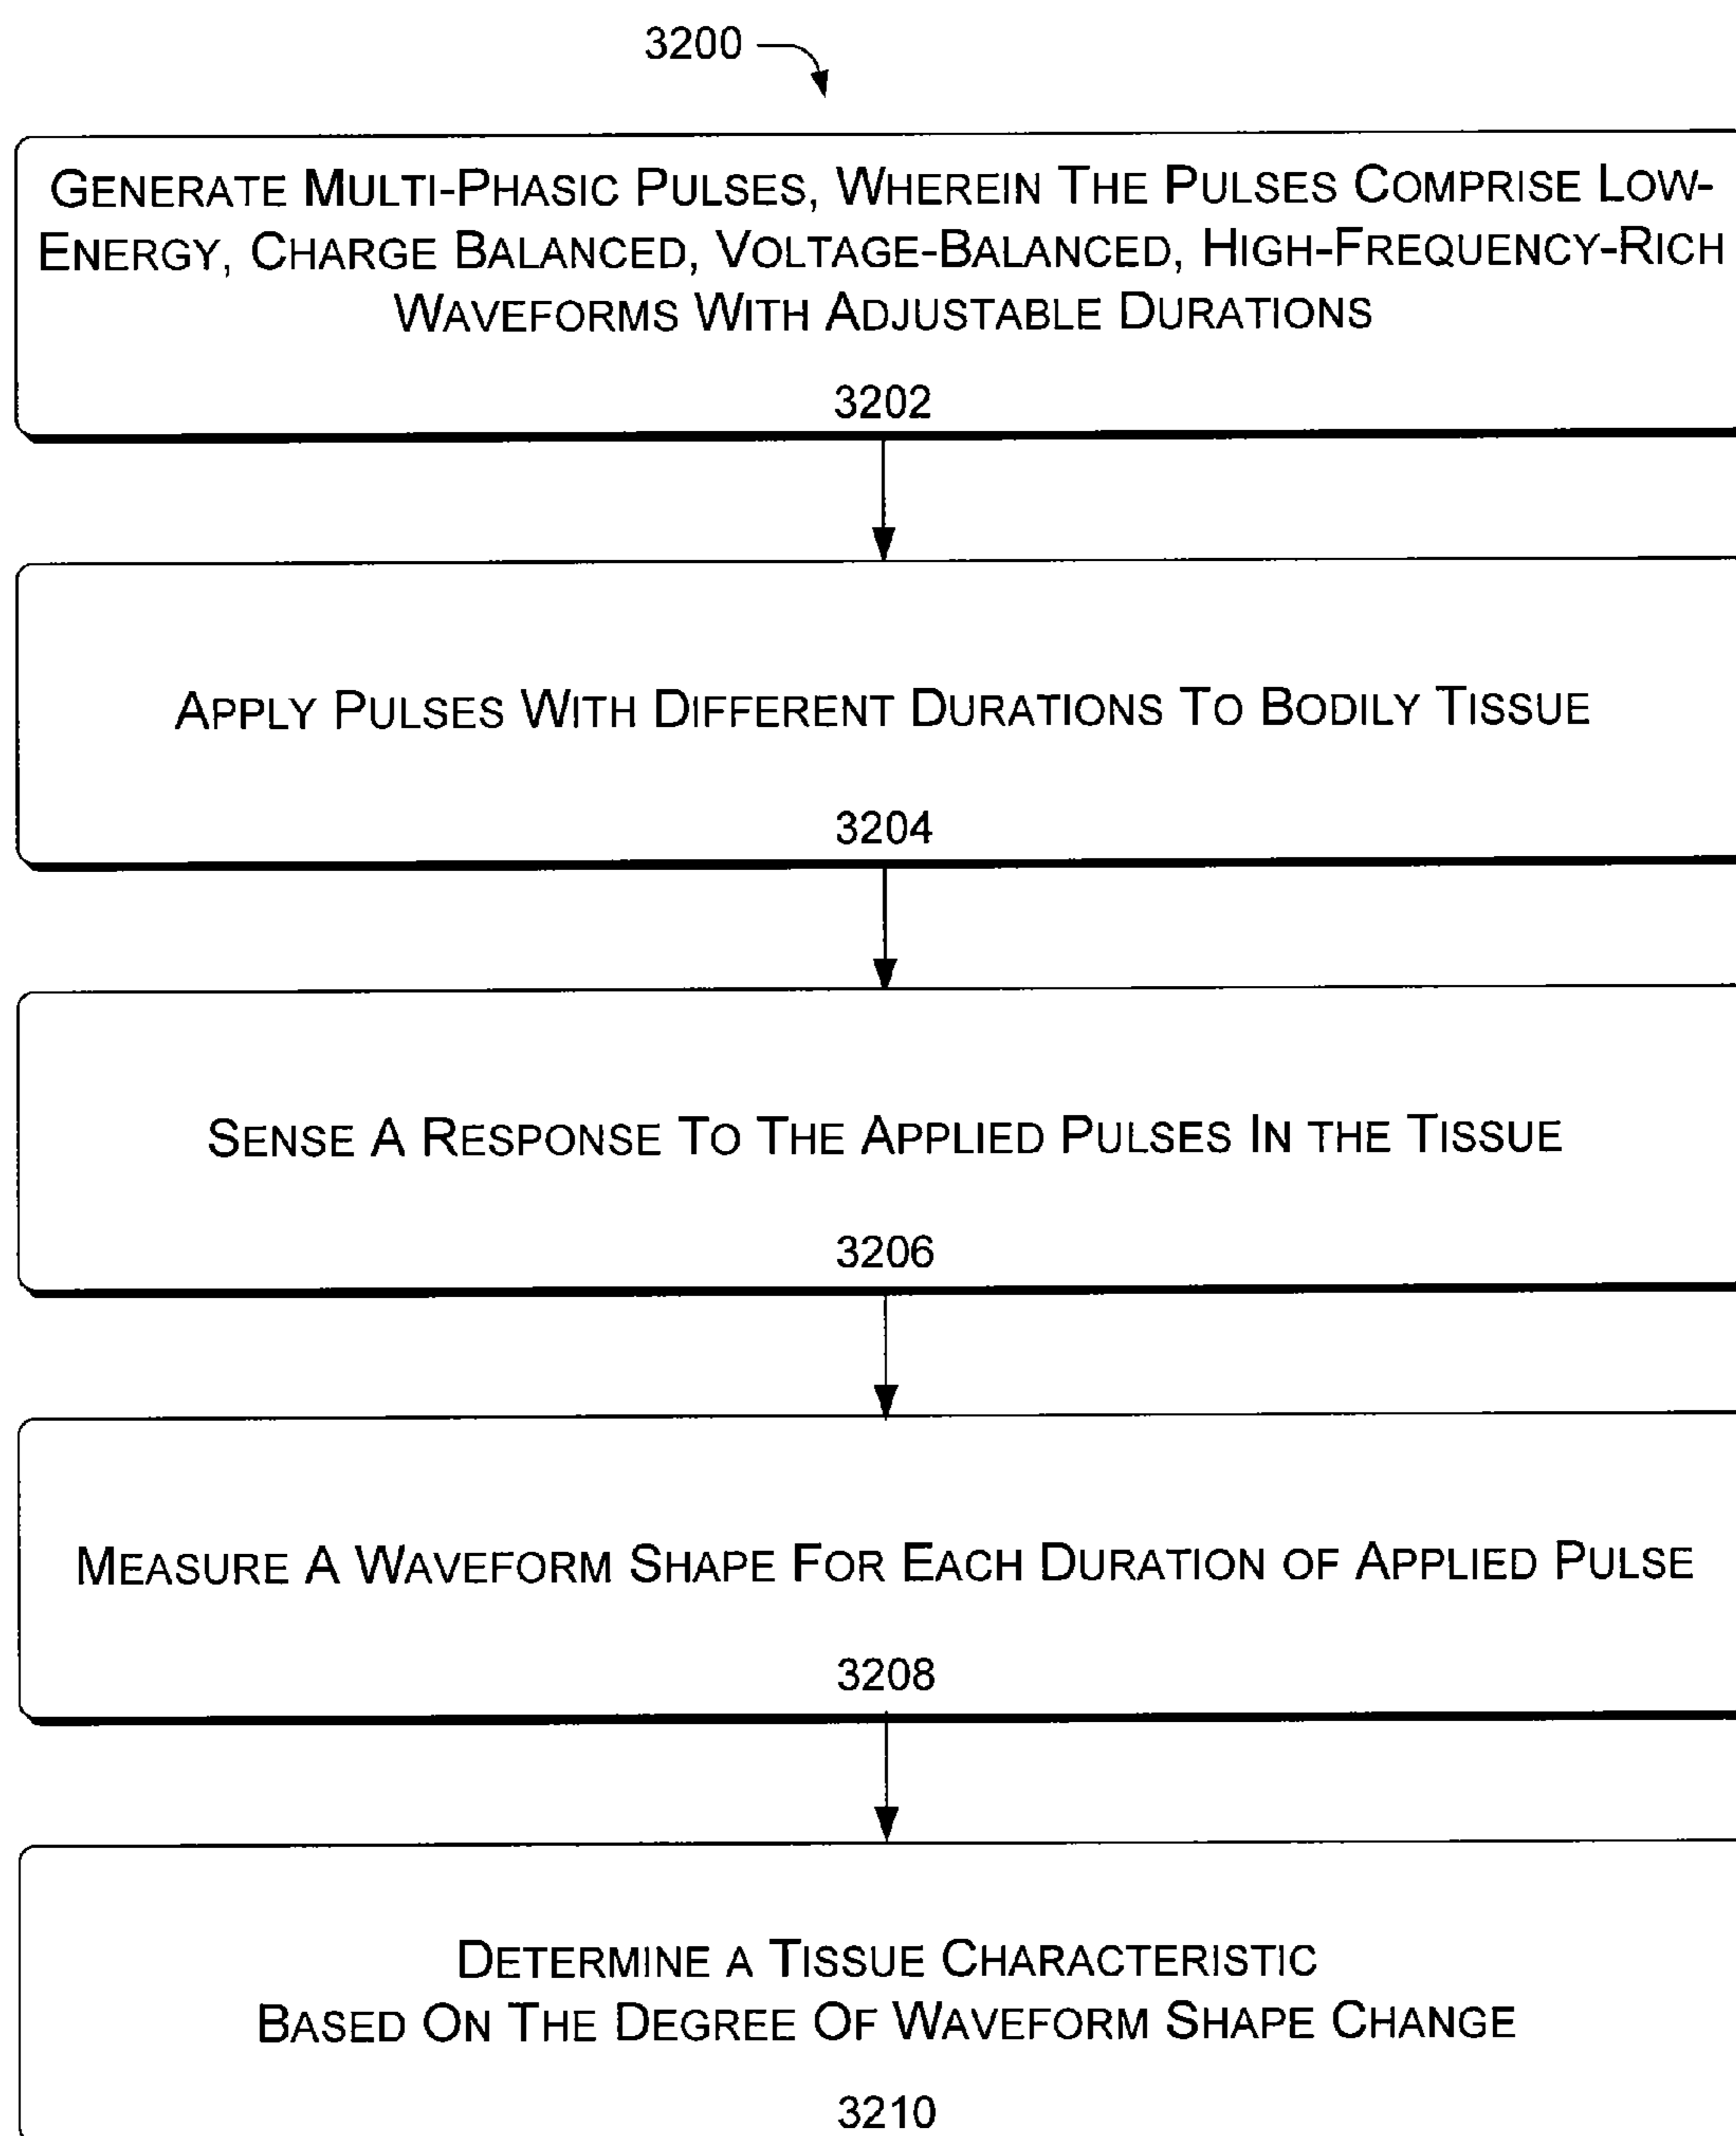 3200
GENERATE MULTI-PHASIC PULSES, WHEREIN THE PULSES COMPRISE LOW-
ENERGY, CHARGE BALANCED, VOLTAGE-BALANCED, HIGH-FREQUENCY-RICH
WAVEFORMS WITH ADJUSTABLE DURATIONS
3202
APPLY PULSES WITH DIFFERENT DURATIONS TO BODILY TISSUE
3204
SENSE A RESPONSE TO THE APPLIED PULSES IN THE TISSUE
3206
MEASURE A WAVEFORM SHAPE FOR EACH DURATION OF APPLIED PULSE
3208
DETERMINE A TISSUE CHARACTERISTIC
BASED ON THE DEGREE OF WAVEFORM SHAPE CHANGE
3210